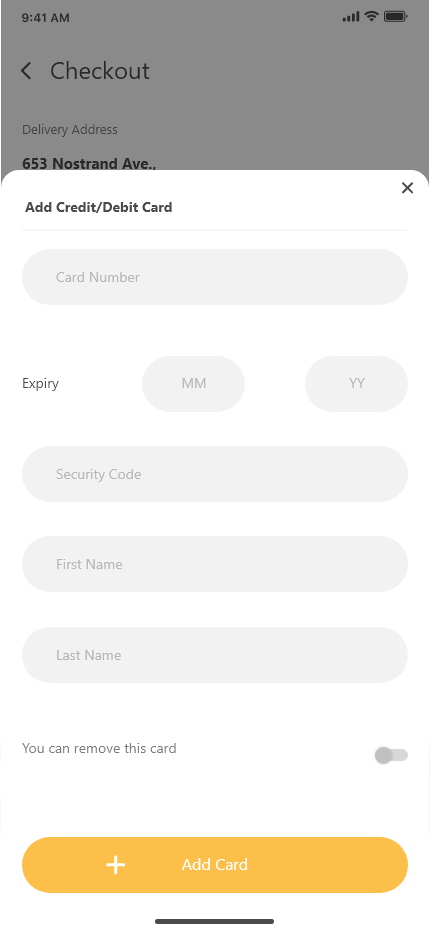 9:41 AM
Checkout
Delivery Address
653 Nostrand Ave.,
Add Credit/Debit Card
Card Number
Expiry
MM
YY
Security Code
First Name
Last Name
You can remove this card
Add Card